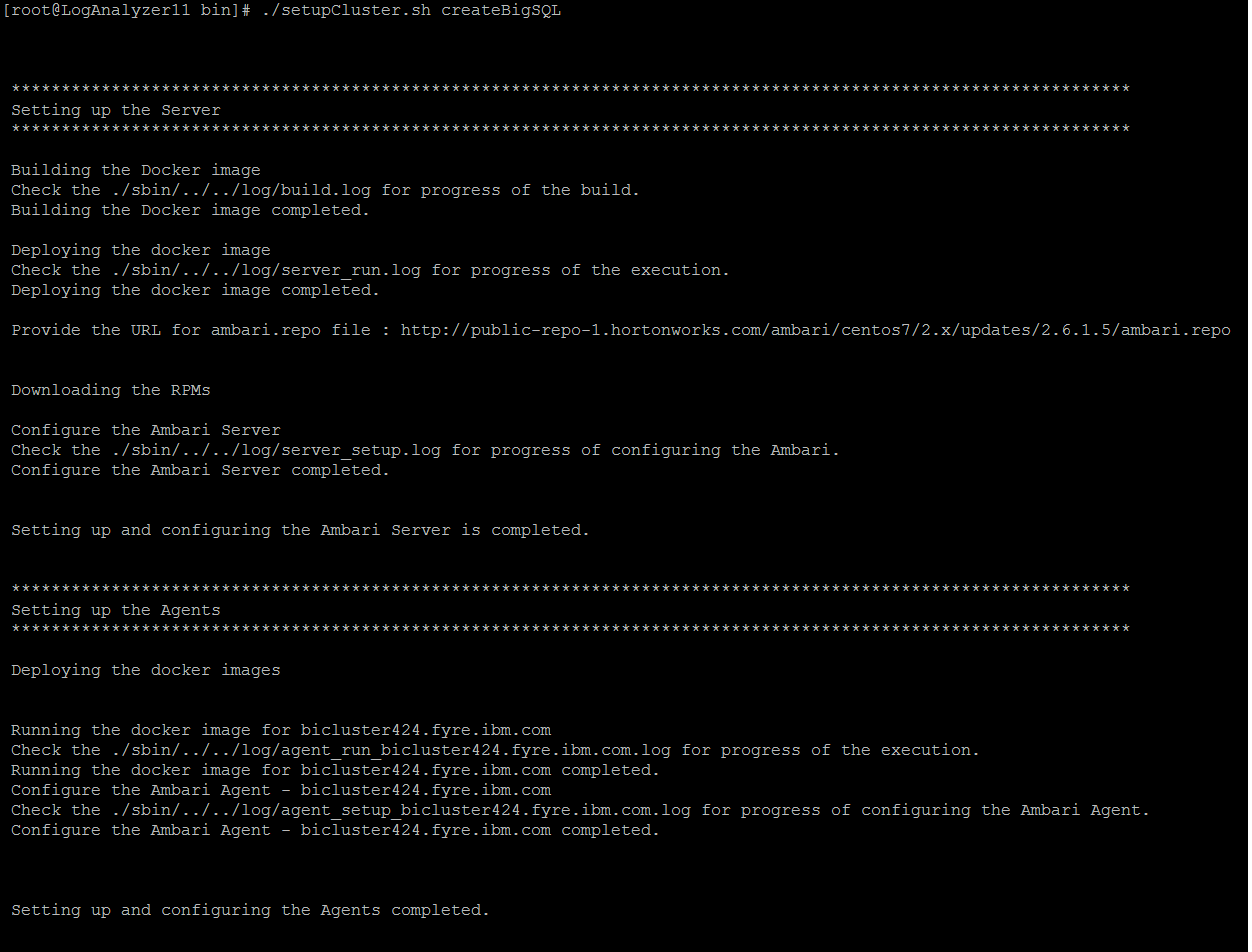 [root@LogAnalyzer11 bin]# ./setupCluster.sh createBigSQL
****************************************************************************************************************
Setting up the Server
****************************************************************************************************************
Building the Docker image
Check the ./sbin/../../log/build.log for progress of the build.
Building the Docker image completed.
Deploying the docker image
Check the ./sbin/../../log/server_run.log for progress of the execution.
Deploying the docker image completed.
Provide the URL for ambari.repo file : http://public-repo-1.hortonworks.com/ambari/centos7/2.x/updates/2.6.1.5/ambari.repo
Downloading the RPMs
Configure the Ambari Server
Check the ./sbin/../../log/server_setup.log for progress of configuring the Ambari.
Configure the Ambari Server completed.
Setting up and configuring the Ambari Server is completed.
****************************************************************************************************************
Setting up the Agents
****************************************************************************************************************
Deploying the docker images
Running the docker image for bicluster424.fyre.ibm.com
Check the ./sbin/../../log/agent_run_bicluster424.fyre.ibm.com.log for progress of the execution.
Running the docker image for bicluster424.fyre.ibm.com completed.
Configure the Ambari Agent - bicluster424.fyre.ibm.com
Check the ./sbin/../../log/agent_setup_bicluster424.fyre.ibm.com.log for progress of configuring the Ambari Agent.
Configure the Ambari Agent - bicluster424.fyre.ibm.com completed.
Setting up and configuring the Agents completed.